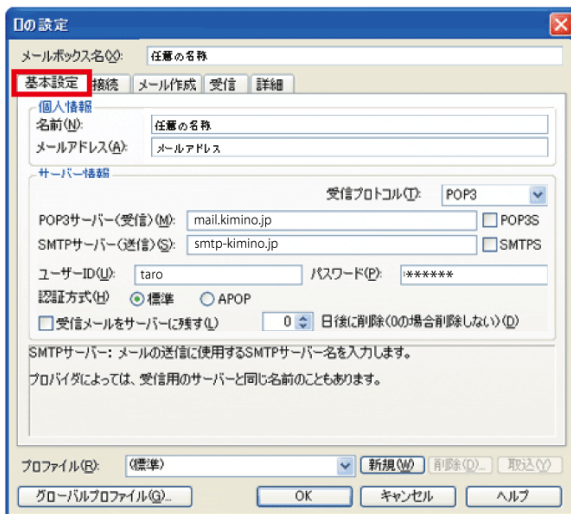 の設定
メールボックス名(X): 任意の名称
基本設定 接続 メール作成 受信 詳細
個人情報
名前(N): 任意の名称
メールアドレス(A): メールアドレス
サーバー情報
受信プロトコル(T): POP3
POP3サーバー(受信)(M): mail.kimino.jp POP3S
SMTPサーバー(送信)(S): smtp-kimino.jp SMTPS
ユーザーID(U): taro パスワード(P): :******
認証方式(H) 標準 APOP
受信メールをサーバーに残す(L) 0 日後に削除(0の場合削除しない)(D)
SMTPサーバー: メールの送信に使用するSMTPサーバー名を入力します。
プロバイダによっては、受信用のサーバーと同じ名前のこともあります。
プロファイル(R): (標準) 新規(W) 削除(D)... 取込(Y)
グローバルプロファイル(G)... OK キャンセル ヘルプ